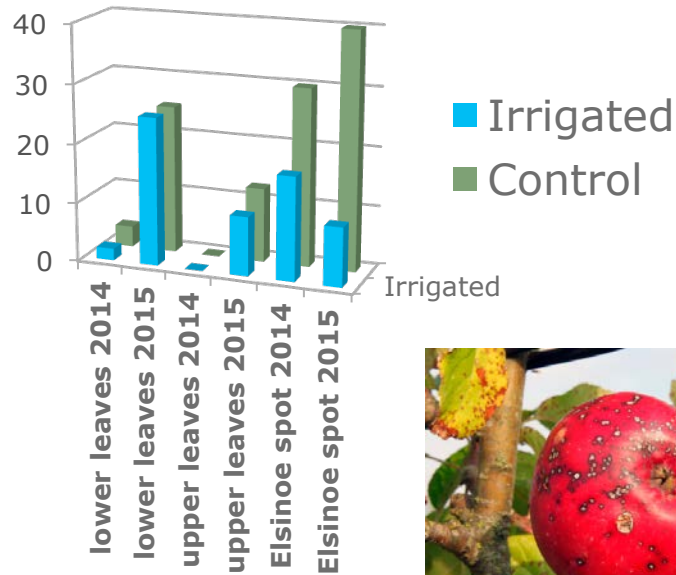 40
30
20
10
0
Irrigated
Control
Irrigated
lower leaves 2014
lower leaves 2015
upper leaves 2014
upper leaves 2015
Elsinoe spot 2014
Elsinoe spot 2015